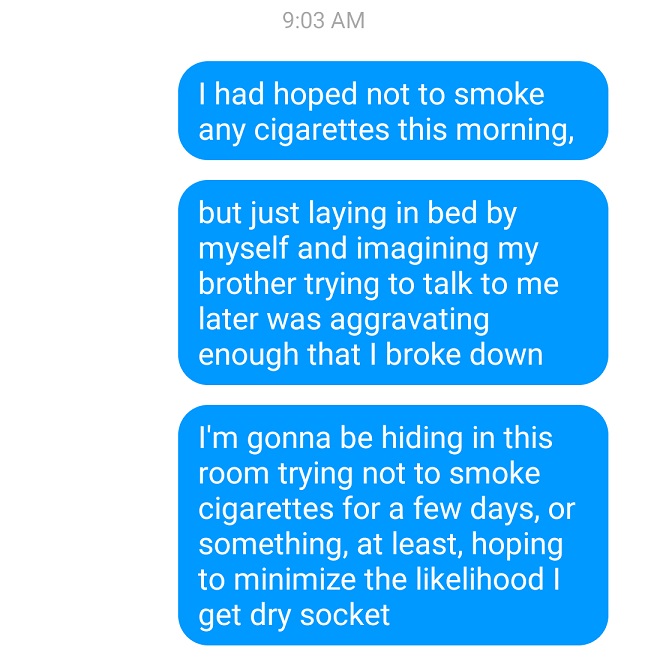 9:03 AM
I had hoped not to smoke
any cigarettes this morning,
but just laying in bed by
myself and imagining my
brother trying to talk to me
later was aggravating
enough that I broke down
I'm gonna be hiding in this
room trying not to smoke
cigarettes for a few days, or
something, at least, hoping
to minimize the likelihood I
get dry socket